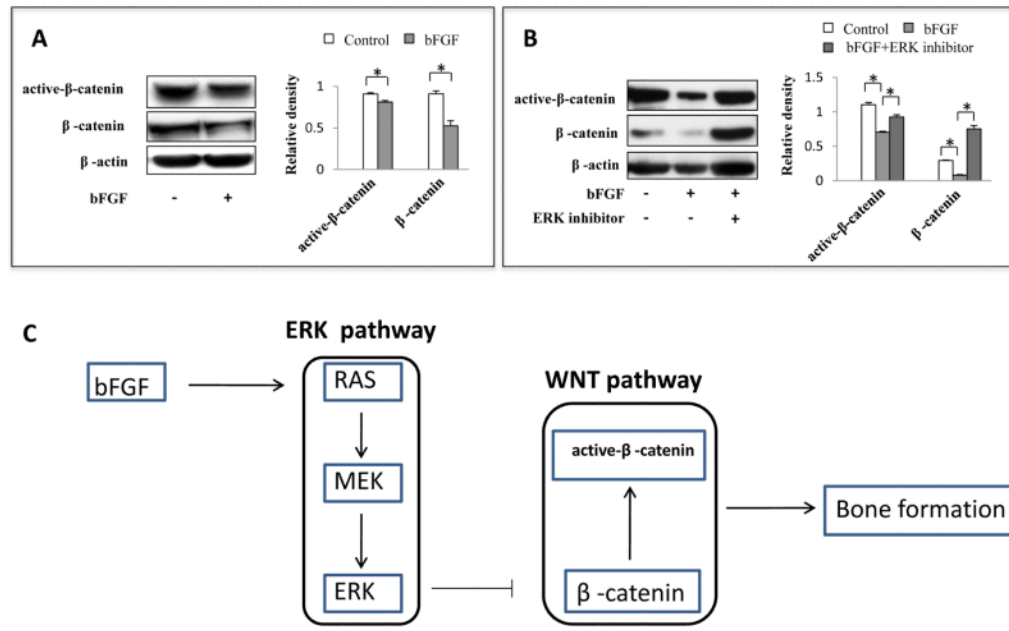 A
Control bFGF
active-β-catenin
β -catenin
β -actin
bFGF - +
Relative density
1
0.5
0
*
*
active-β-catenin
β-catenin
B
Control bFGF
bFGF+ERK inhibitor
active-β-catenin
β -catenin
β -actin
bFGF - + +
ERK inhibitor - - +
Relative density
1.5
1
0.5
0
* *
* *
active-β-catenin
β -catenin
C
ERK pathway
bFGF
RAS
MEK
ERK
WNT pathway
active-β -catenin
β -catenin
Bone formation